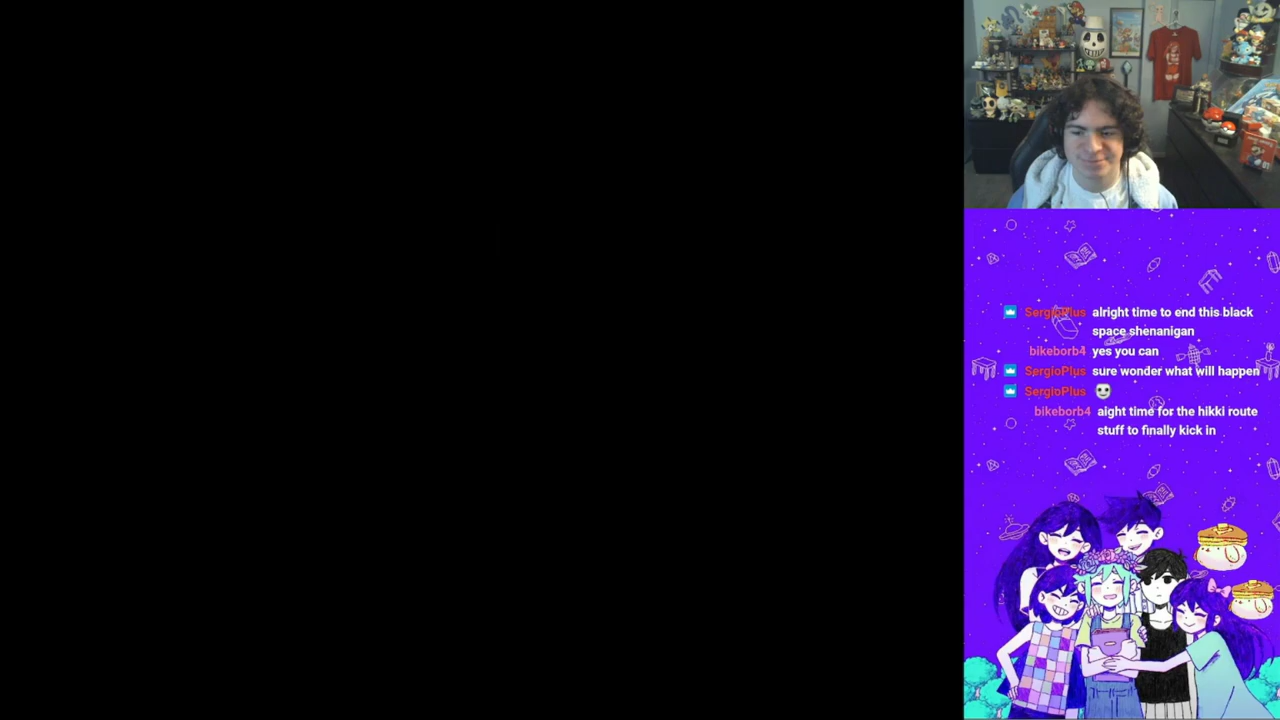 SergioPlus alright time to end this black
space shenanigan
bikeborb4 yes you can
SergioPlus sure wonder what will happen
SergioPlus
bikeborb4 aight time for the hikki route
stuff to finally kick in